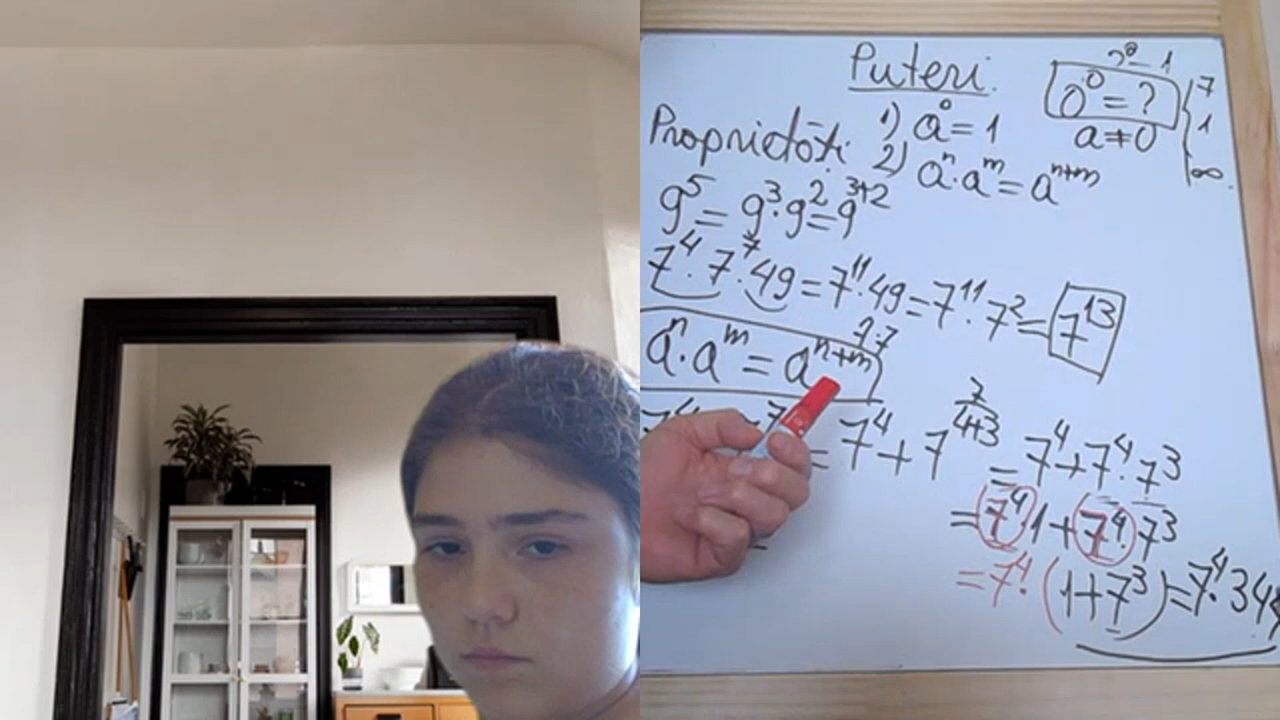 Puteri.
2⁰ = 1
0⁰ = ? { 7 1 ∞.
a ≠ 0
Proprietăți 1) a⁰ = 1
2) aⁿ · aᵐ = aⁿ⁺ᵐ
9⁵ = 9³ · 9² = 9³⁺²
7⁴ · 7⁷ · 49 = 7¹¹ · 49 = 7¹¹ · 7² = 7¹³
7·7
aⁿ · aᵐ = aⁿ⁺ᵐ
7
= 7⁴ + 7⁴⁺³ = 7⁴ + 7⁴ · 7³
= 7⁴ · 1 + 7⁴ · 7³
= 7⁴ · (1 + 7³) = 7⁴ · 344